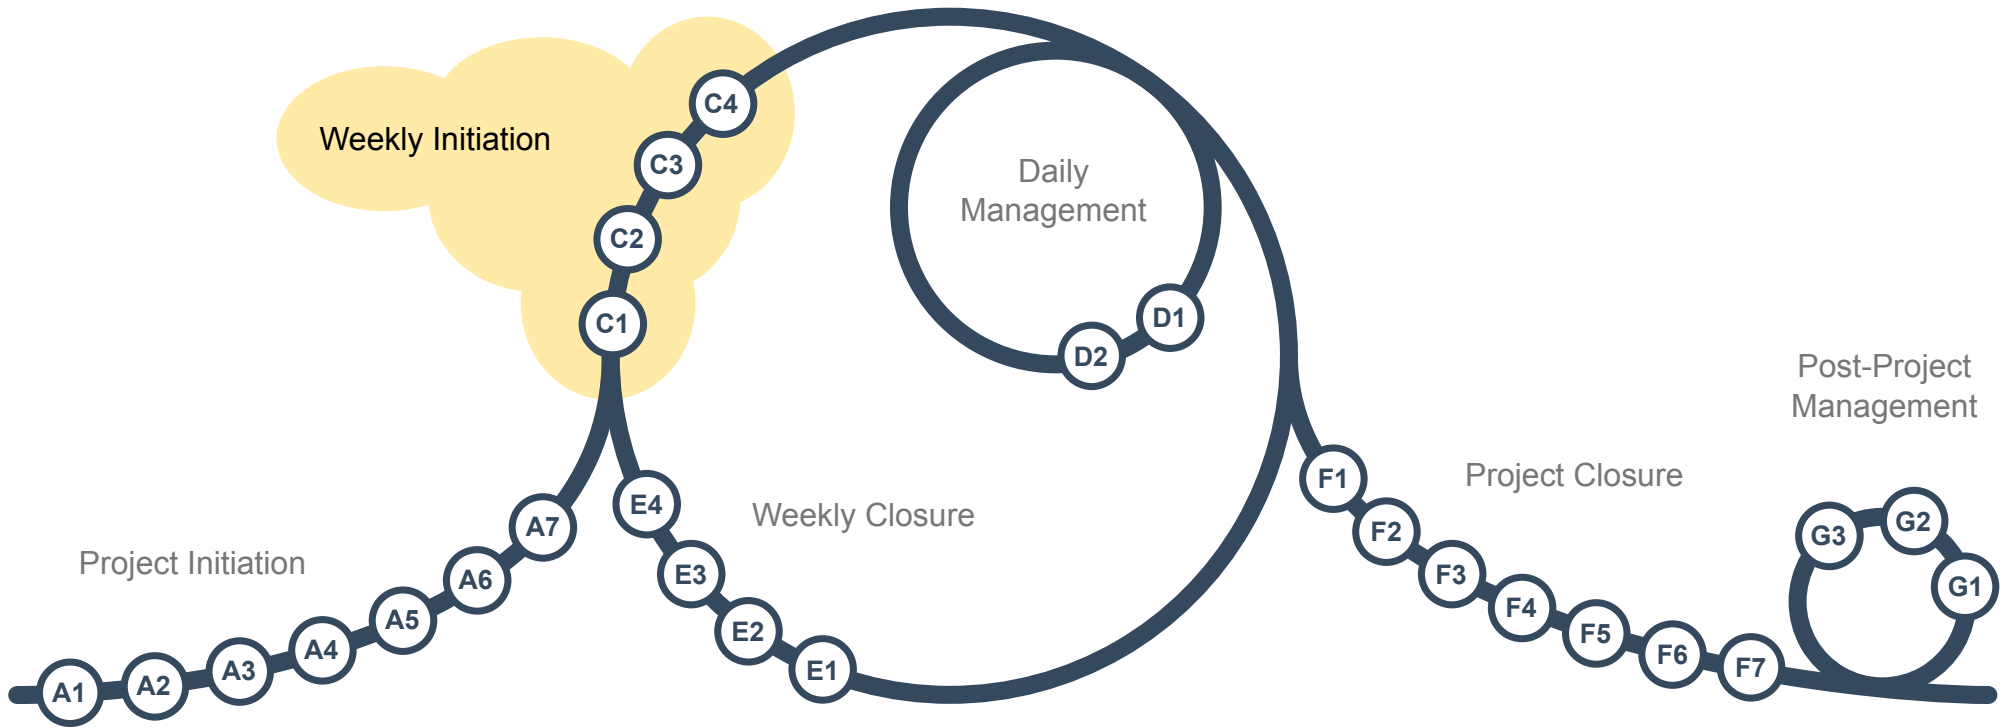 Weekly Initiation
C4
C3
C2
C1
Daily
Management
D1
D2
Project Initiation
A1
A2
A3
A4
A5
A6
A7
Weekly Closure
E4
E3
E2
E1
Project Closure
F1
F2
F3
F4
F5
F6
F7
Post-Project
Management
G3
G2
G1